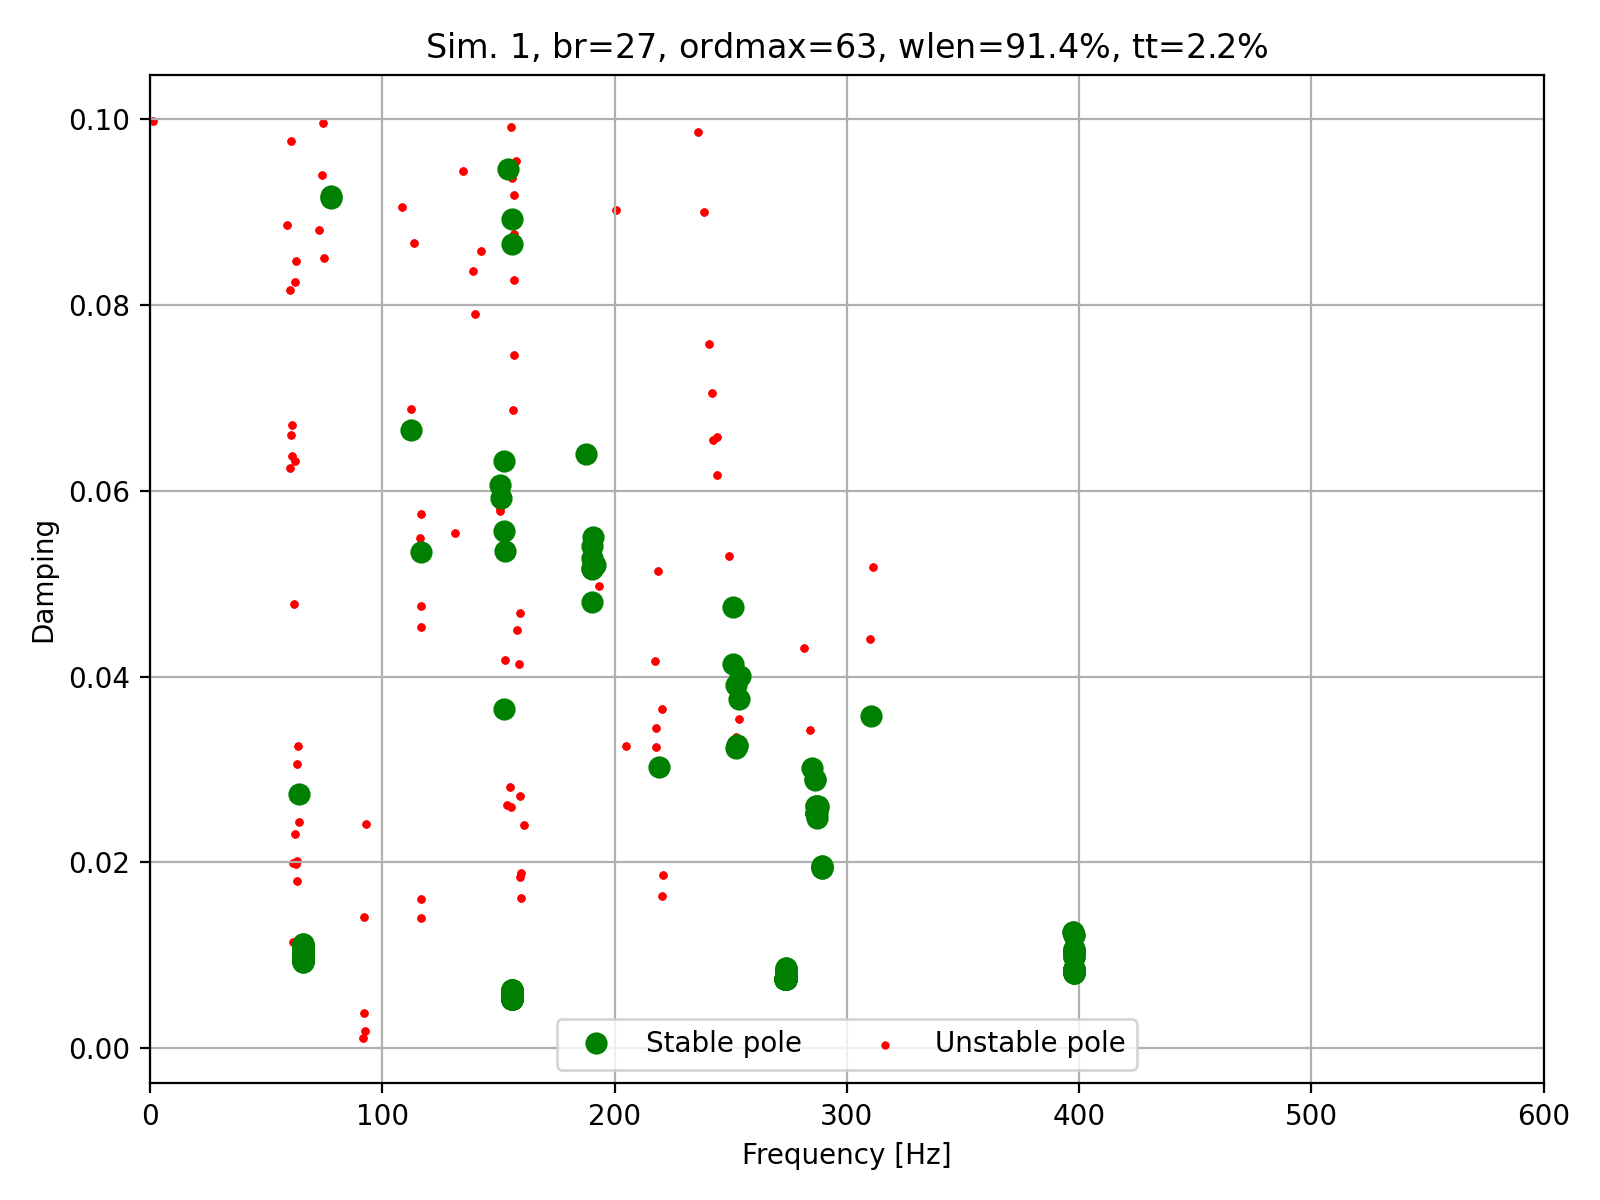 Sim. 1, br=27, ordmax=63, wlen=91.4%, tt=2.2%
0.10
0.08
0.06
0.04
0.02
0.00
Damping
Stable pole
Unstable pole
0
100
200
300
400
500
600
Frequency [Hz]